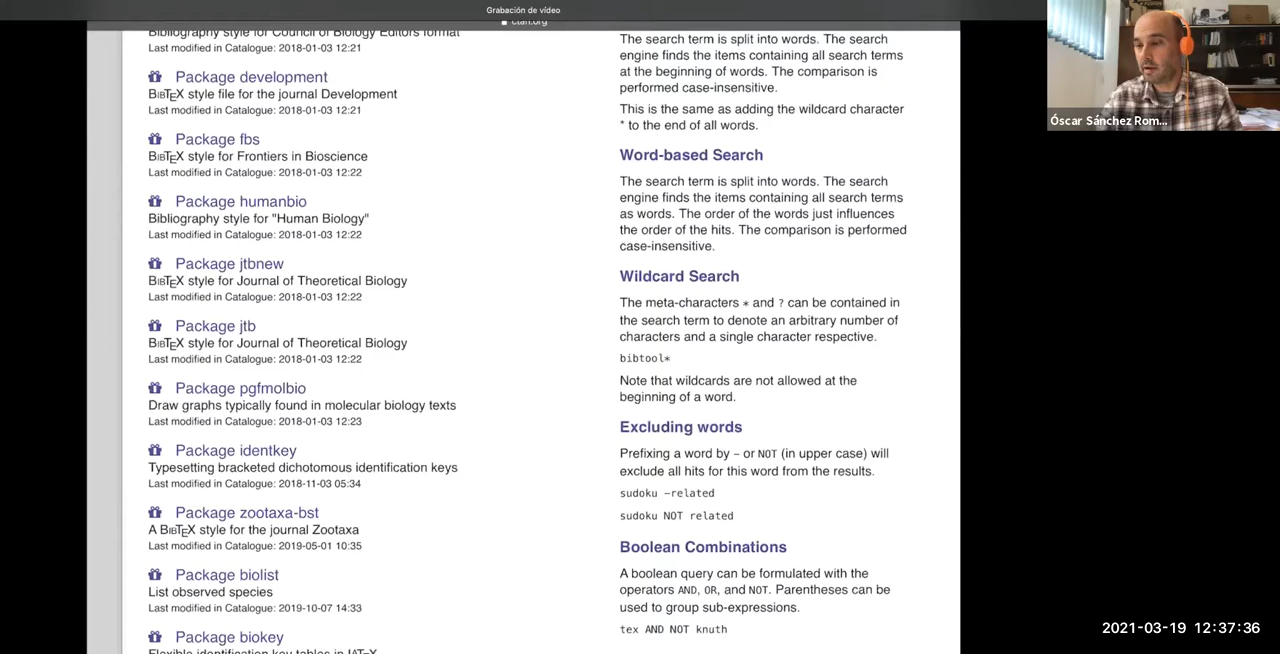 Grabación de vídeo
ctan.org
Bibliography style for Council of Biology Editors format
Last modified in Catalogue: 2018-01-03 12:21
Package development
BIBTEX style file for the journal Development
Last modified in Catalogue: 2018-01-03 12:21
Package fbs
BIBTEX style for Frontiers in Bioscience
Last modified in Catalogue: 2018-01-03 12:22
Package humanbio
Bibliography style for "Human Biology"
Last modified in Catalogue: 2018-01-03 12:22
Package jtbnew
BIBTEX style for Journal of Theoretical Biology
Last modified in Catalogue: 2018-01-03 12:22
Package jtb
BIBTEX style for Journal of Theoretical Biology
Last modified in Catalogue: 2018-01-03 12:22
Package pgfmolbio
Draw graphs typically found in molecular biology texts
Last modified in Catalogue: 2018-01-03 12:23
Package identkey
Typesetting bracketed dichotomous identification keys
Last modified in Catalogue: 2018-11-03 05:34
Package zootaxa-bst
A BIBTEX style for the journal Zootaxa
Last modified in Catalogue: 2019-05-01 10:35
Package biolist
List observed species
Last modified in Catalogue: 2019-10-07 14:33
Package biokey
Flexible identification key tables in LATEX
The search term is split into words. The search
engine finds the items containing all search terms
at the beginning of words. The comparison is
performed case-insensitive.
This is the same as adding the wildcard character
* to the end of all words.
Word-based Search
The search term is split into words. The search
engine finds the items containing all search terms
as words. The order of the words just influences
the order of the hits. The comparison is performed
case-insensitive.
Wildcard Search
The meta-characters * and ? can be contained in
the search term to denote an arbitrary number of
characters and a single character respective.
bibtool*
Note that wildcards are not allowed at the
beginning of a word.
Excluding words
Prefixing a word by - or NOT (in upper case) will
exclude all hits for this word from the results.
sudoku -related
sudoku NOT related
Boolean Combinations
A boolean query can be formulated with the
operators AND, OR, and NOT. Parentheses can be
used to group sub-expressions.
tex AND NOT knuth
Óscar Sánchez Rom...
2021-03-19 12:37:36